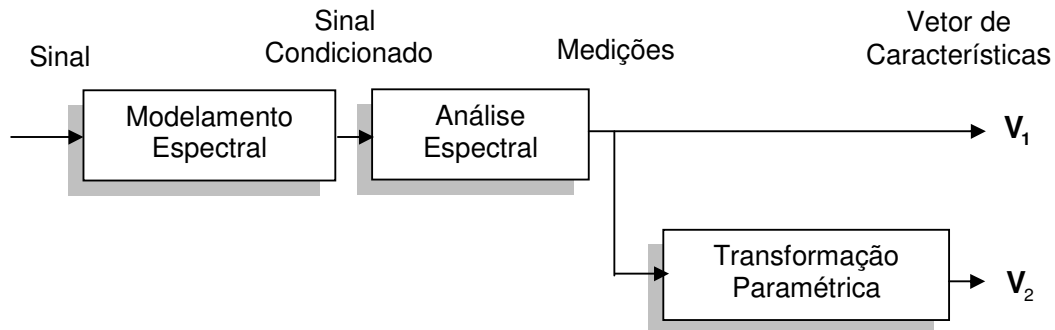 Sinal
Sinal
Condicionado
Medições
Vetor de
Características
Modelamento
Espectral
Análise
Espectral
V1
Transformação
Paramétrica
V2